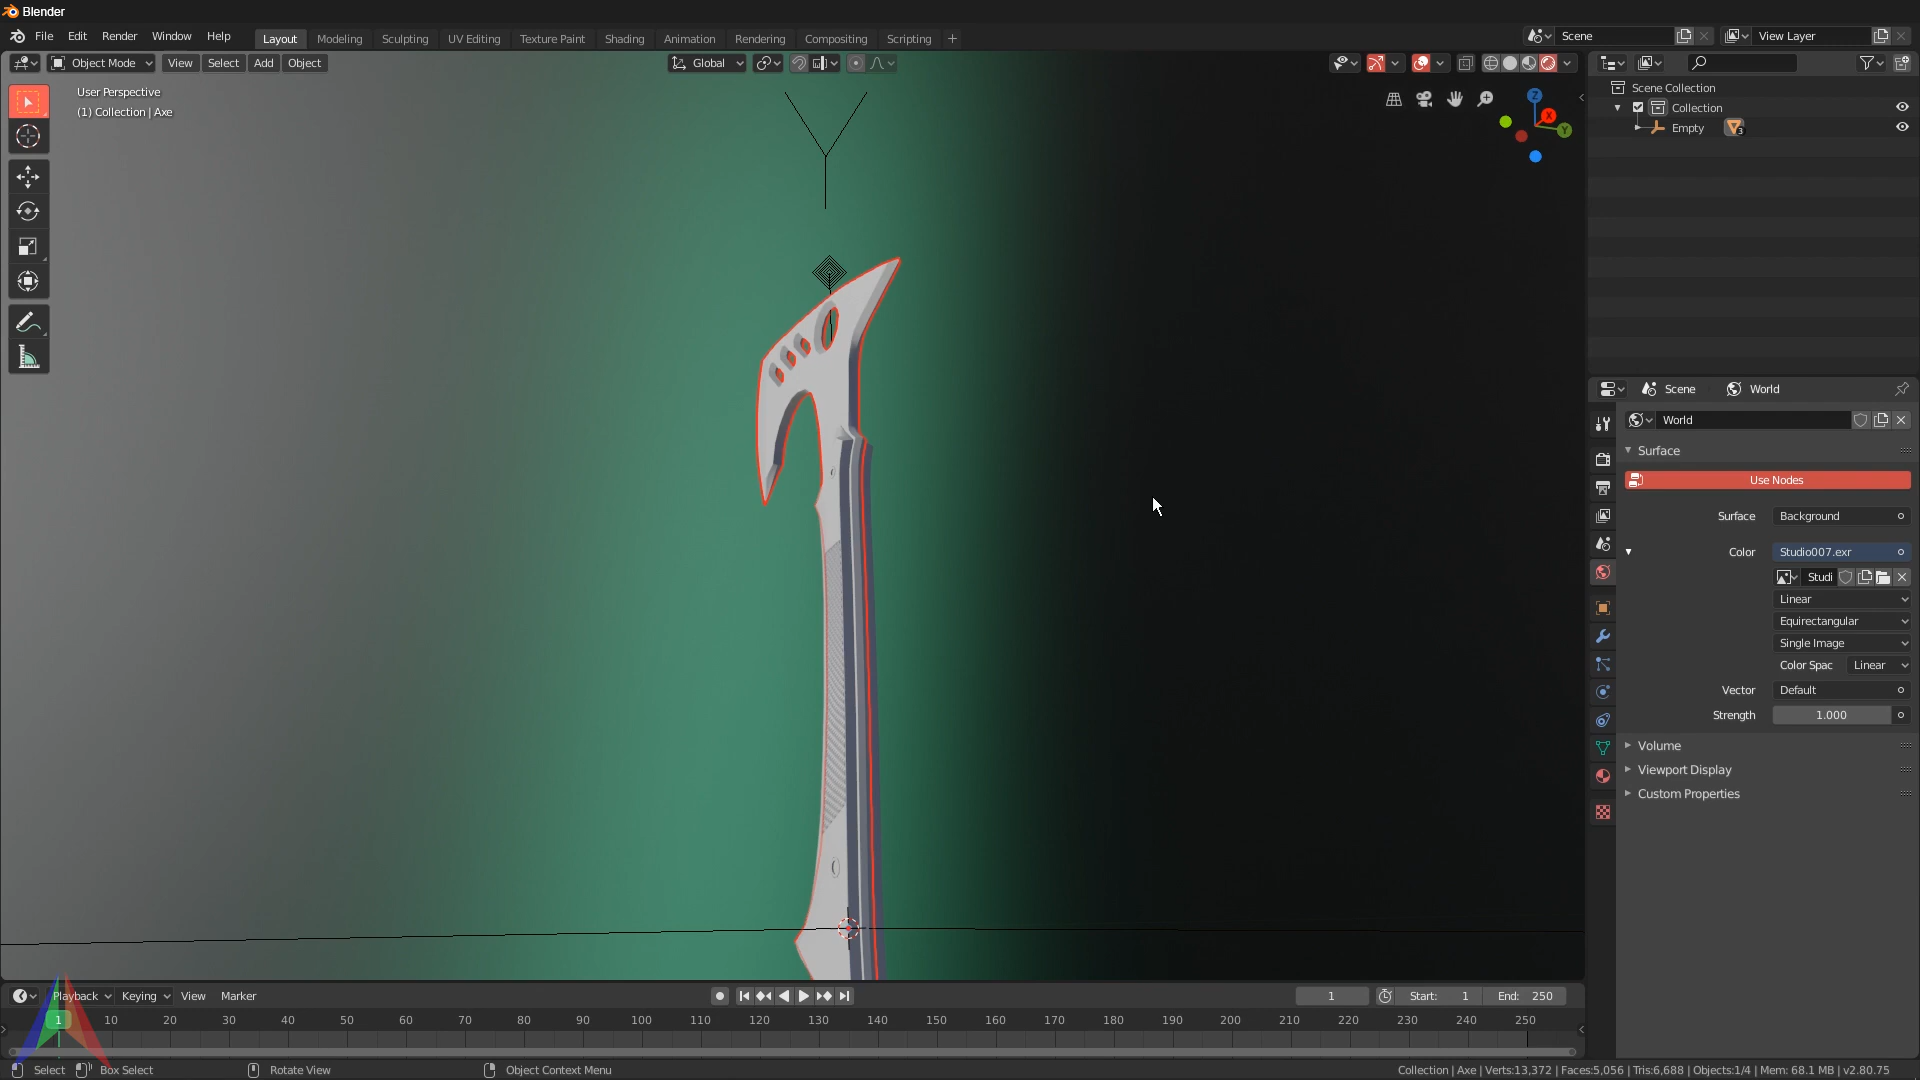 Blender
File Edit Render Window Help
Layout Modeling Sculpting UV Editing Texture Paint Shading Animation Rendering Compositing Scripting +
Scene
View Layer
Object Mode View Select Add Object
Global
User Perspective
(1) Collection | Axe
Z
X
Y
Scene Collection
Collection
Empty 3
Scene World
World
Surface
Use Nodes
Surface Background
Color Studio007.exr
Studi
Linear
Equirectangular
Single Image
Color Spac Linear
Vector Default
Strength 1.000
Volume
Viewport Display
Custom Properties
Playback Keying View Marker
1 Start: 1 End: 250
1 10 20 30 40 50 60 70 80 90 100 110 120 130 140 150 160 170 180 190 200 210 220 230 240 250
Select Box Select Rotate View Object Context Menu
Collection | Axe | Verts:13,372 | Faces:5,056 | Tris:6,688 | Objects:1/4 | Mem: 68.1 MB | v2.80.75